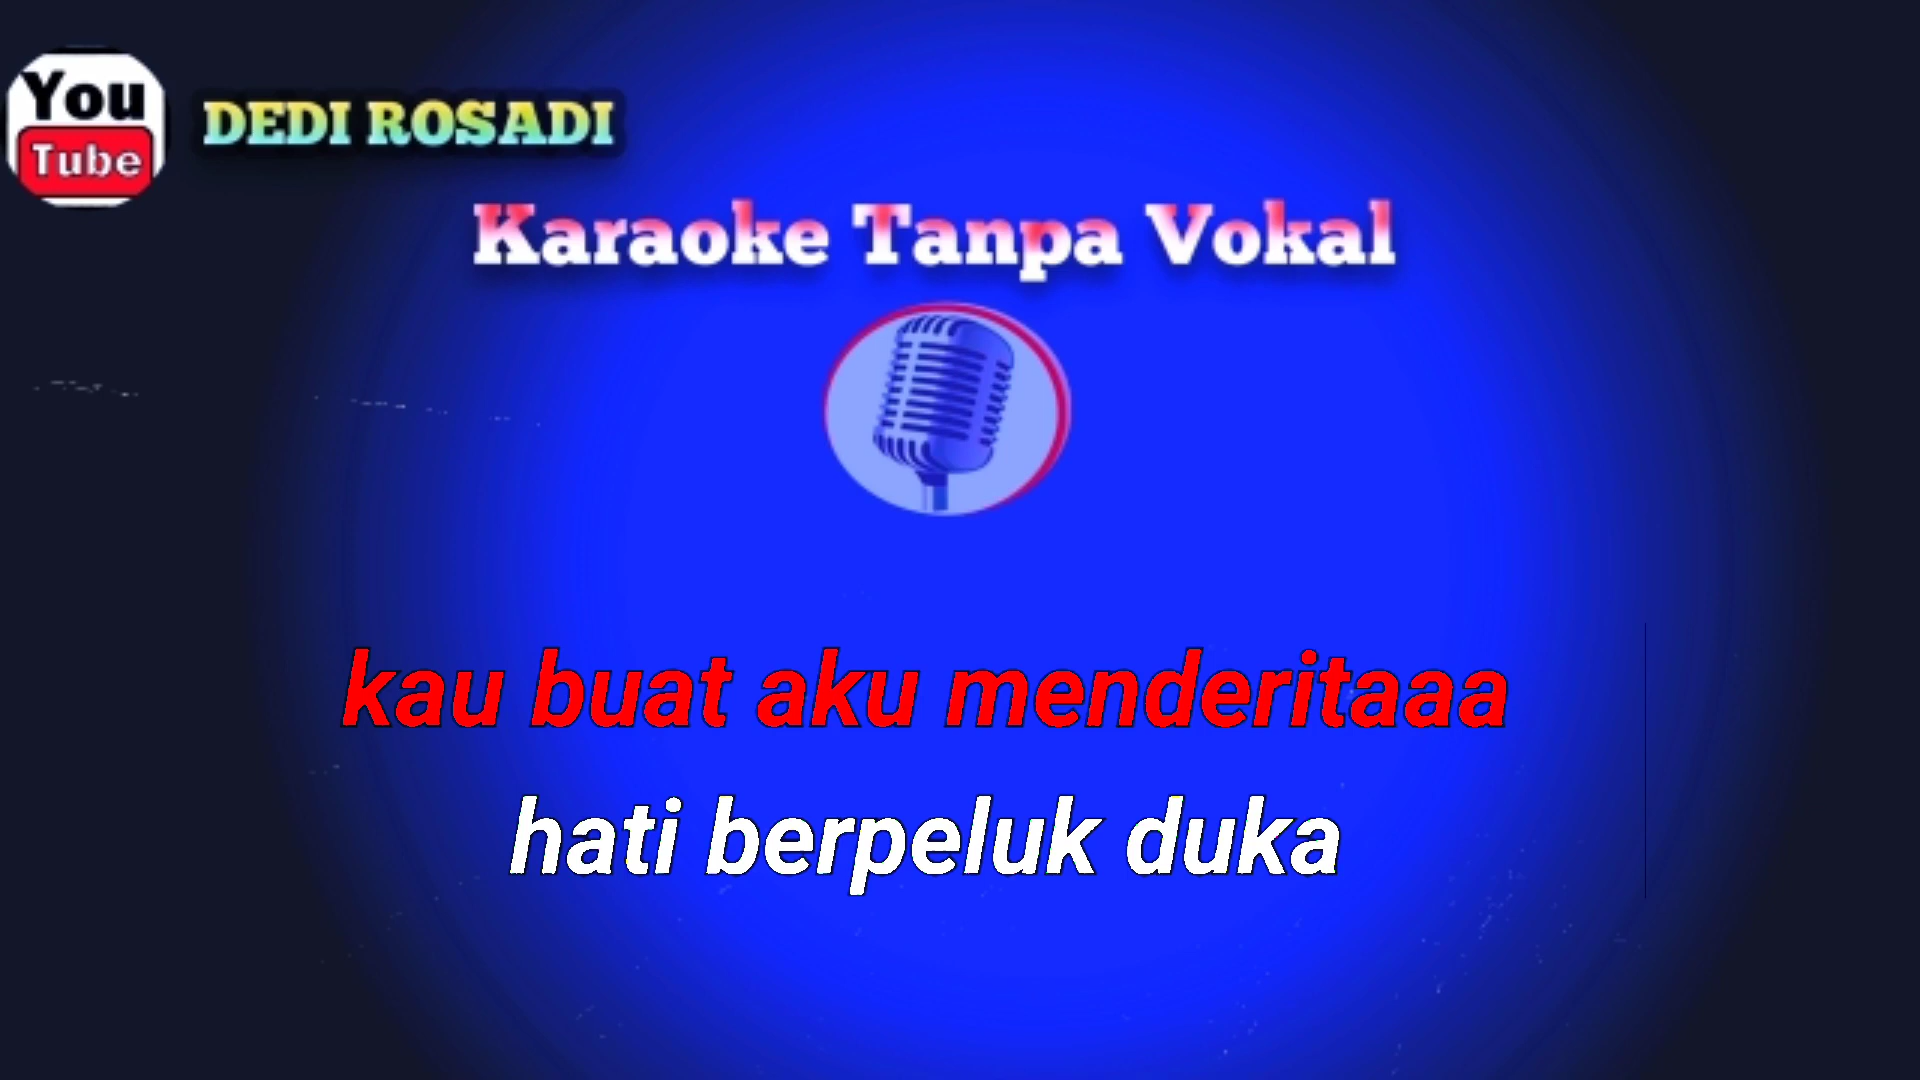 You
Tube
DEDI ROSADI
Karaoke Tanpa Vokal
kau buat aku menderitaaa
hati berpeluk duka